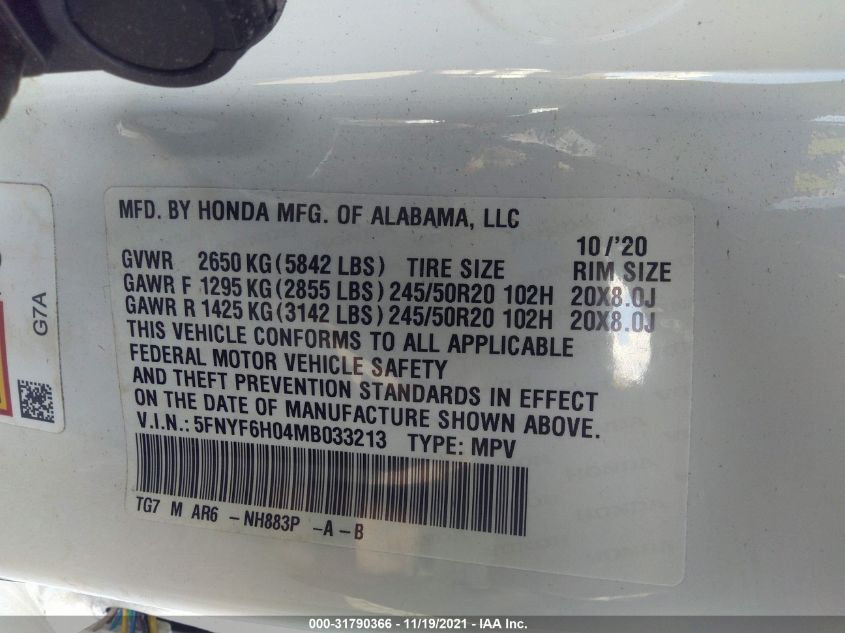 MFD. BY HONDA MFG. OF ALABAMA, LLC
10/'20
GVWR 2650 KG (5842 LBS) TIRE SIZE RIM SIZE
GAWR F 1295 KG (2855 LBS) 245/50R20 102H 20X8.0J
GAWR R 1425 KG (3142 LBS) 245/50R20 102H 20X8.0J
THIS VEHICLE CONFORMS TO ALL APPLICABLE
FEDERAL MOTOR VEHICLE SAFETY
AND THEFT PREVENTION STANDARDS IN EFFECT
ON THE DATE OF MANUFACTURE SHOWN ABOVE.
V.I.N.: 5FNYF6H04MB033213 TYPE: MPV
TG7 M AR6 -NH883P -A-B
G7A
000-31790366 - 11/19/2021 - IAA Inc.